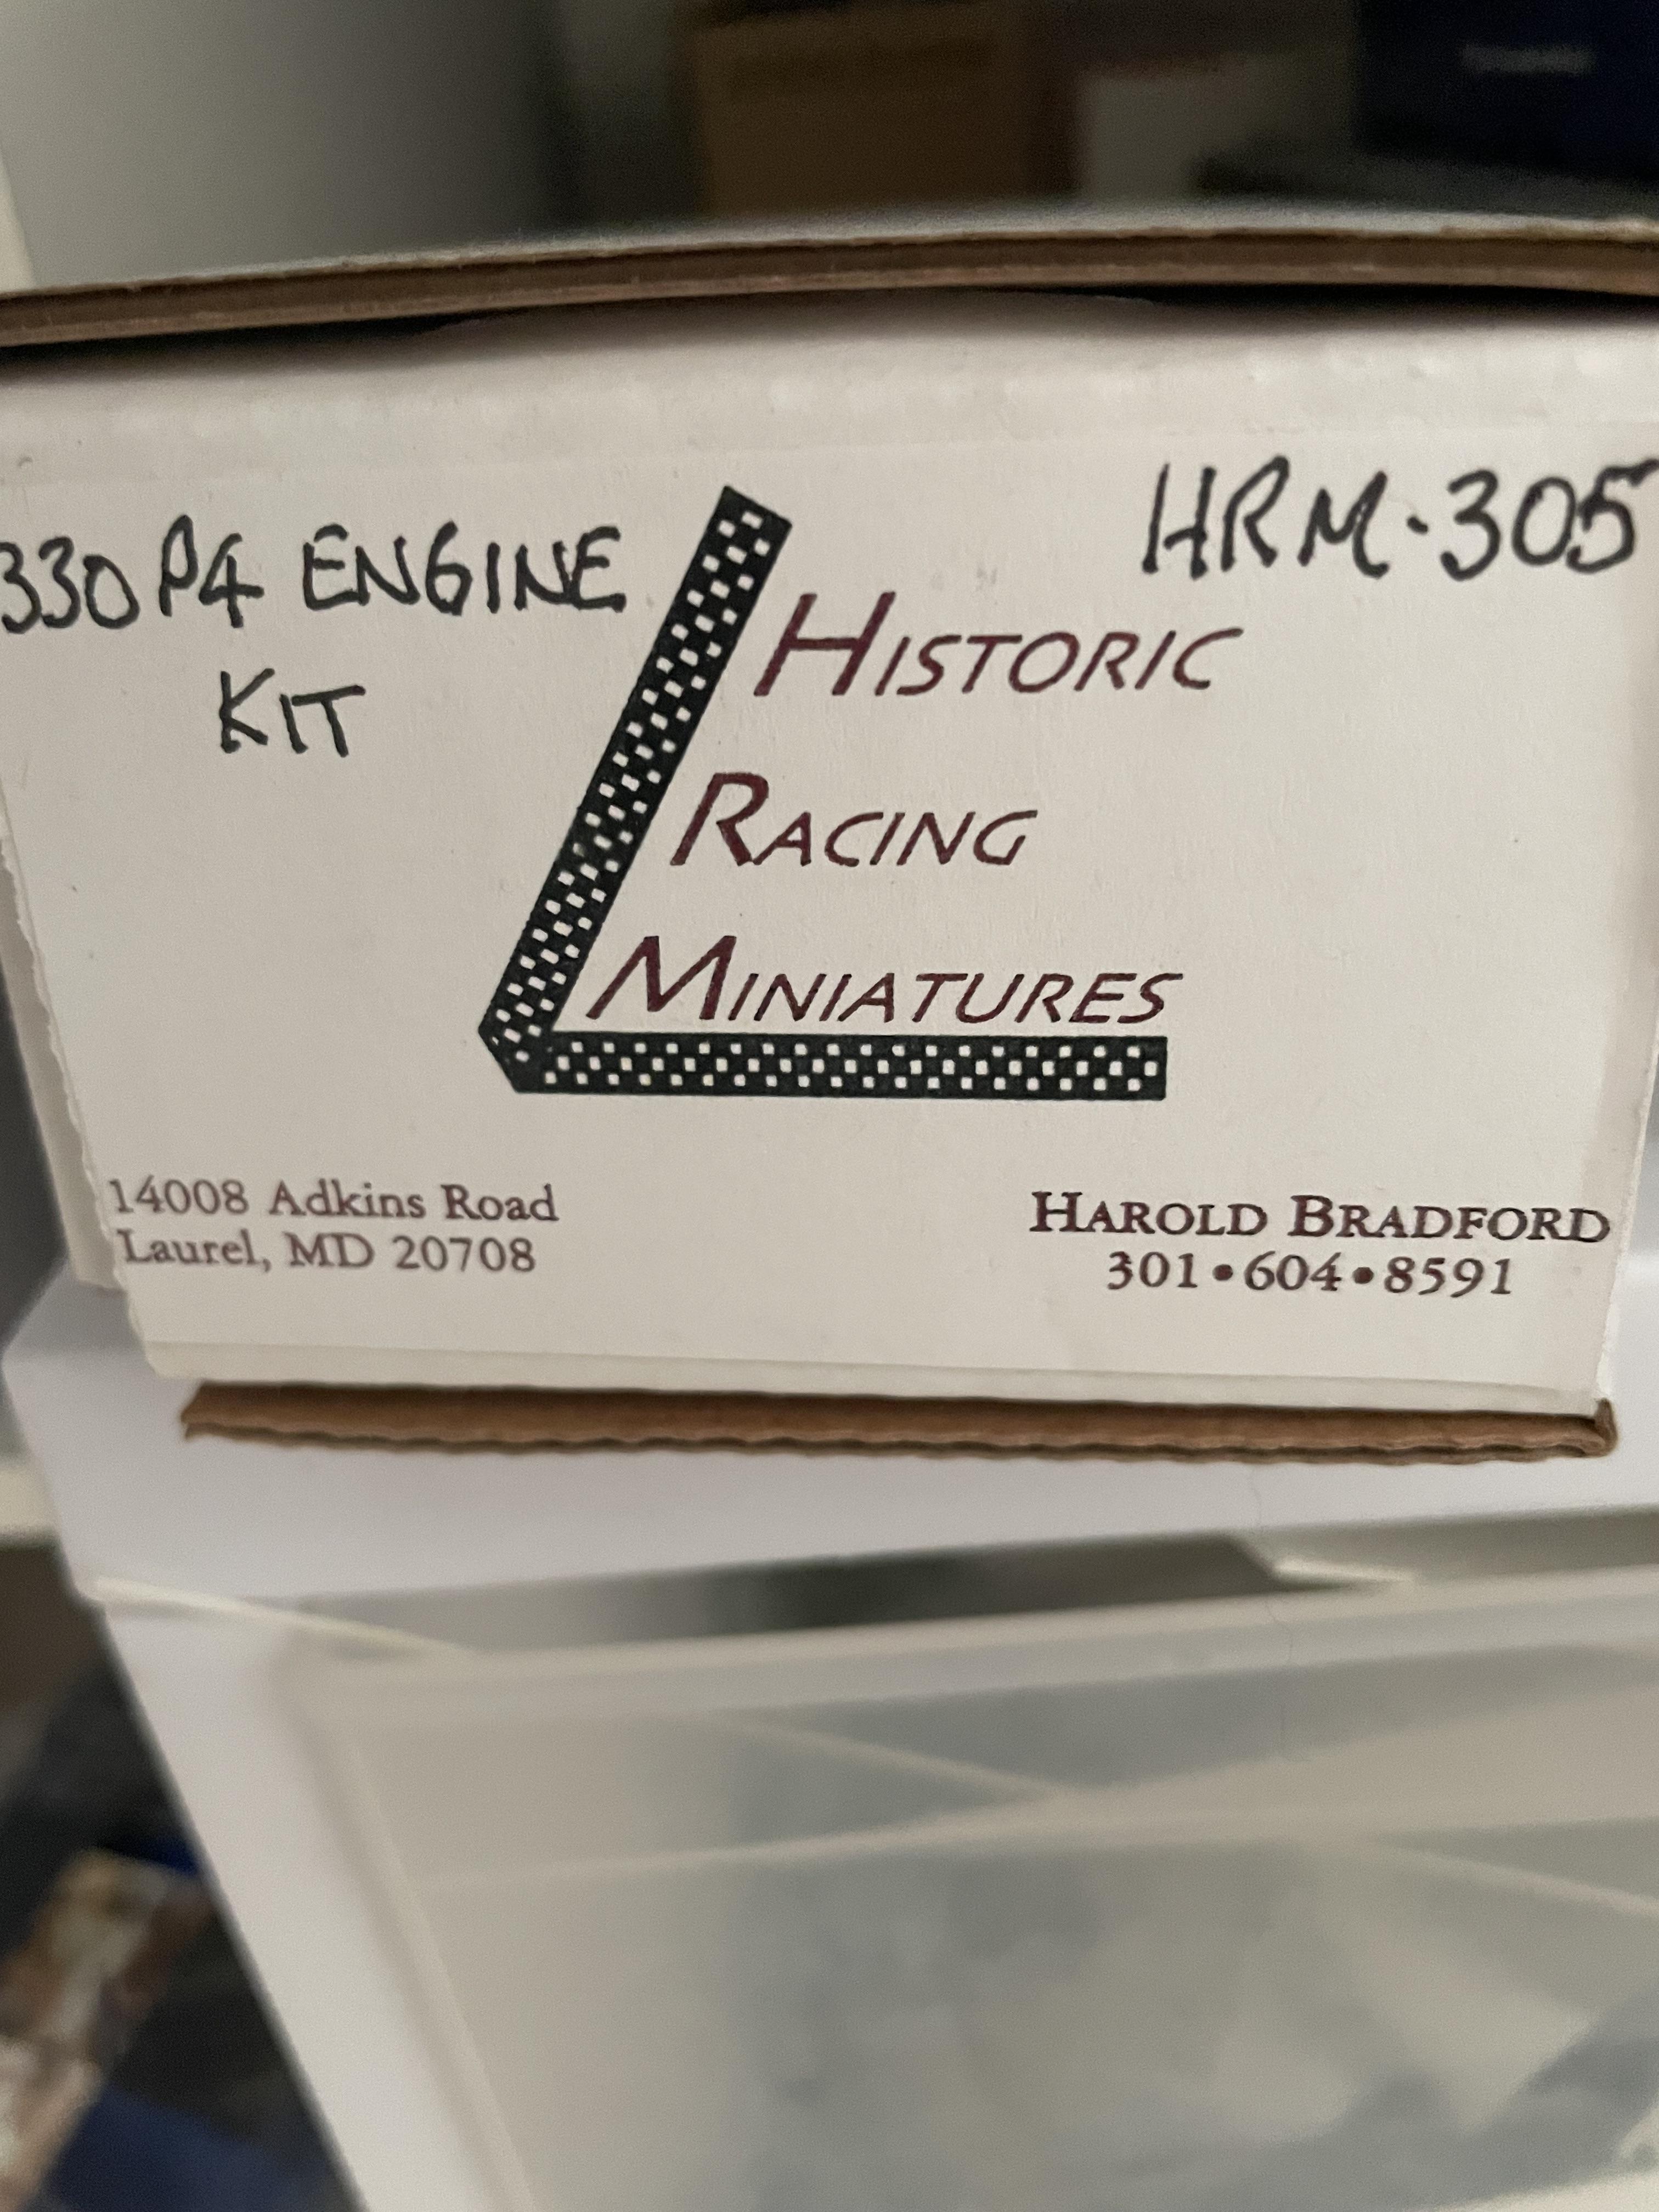 330 P4 ENGINE
KIT
HRM-305
HISTORIC
RACING
MINIATURES
14008 Adkins Road
Laurel, MD 20708
HAROLD BRADFORD
301•604•8591